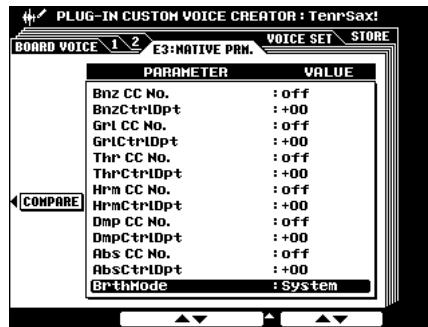 PLUG-IN CUSTOM VOICE CREATOR : TenrSax!
BOARD VOICE 1 2 E3:NATIVE PRM. VOICE SET STORE
PARAMETER VALUE
Bnz CC No. :off
BnzCtrlDpt :+00
Grl CC No. :off
GrlCtrlDpt :+00
Thr CC No. :off
ThrCtrlDpt :+00
Hrm CC No. :off
HrmCtrlDpt :+00
Dmp CC No. :off
DmpCtrlDpt :+00
Abs CC No. :off
AbsCtrlDpt :+00
BrthMode :System
COMPARE